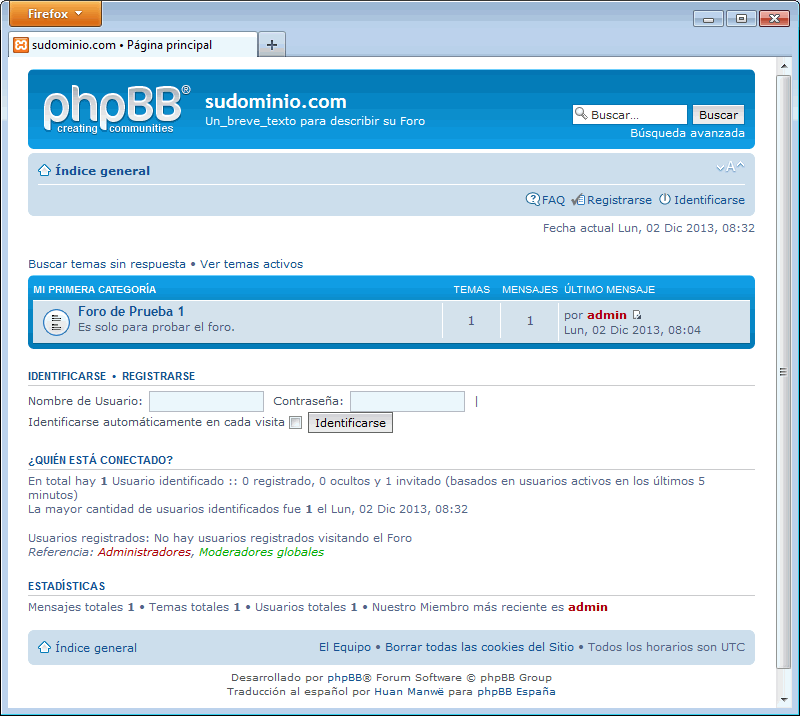 Firefox
sudominio.com • Página principal
phpBB® creating communities
sudominio.com
Un_breve_texto para describir su Foro
Buscar... Buscar
Búsqueda avanzada
Índice general
A
FAQ Registrarse Identificarse
Fecha actual Lun, 02 Dic 2013, 08:32
Buscar temas sin respuesta • Ver temas activos
MI PRIMERA CATEGORÍA TEMAS MENSAJES ÚLTIMO MENSAJE
Foro de Prueba 1
Es solo para probar el foro.
1 1
por admin
Lun, 02 Dic 2013, 08:04
IDENTIFICARSE • REGISTRARSE
Nombre de Usuario: Contraseña: |
Identificarse automáticamente en cada visita Identificarse
¿QUIÉN ESTÁ CONECTADO?
En total hay 1 Usuario identificado :: 0 registrado, 0 ocultos y 1 invitado (basados en usuarios activos en los últimos 5
minutos)
La mayor cantidad de usuarios identificados fue 1 el Lun, 02 Dic 2013, 08:32
Usuarios registrados: No hay usuarios registrados visitando el Foro
Referencia: Administradores, Moderadores globales
ESTADÍSTICAS
Mensajes totales 1 • Temas totales 1 • Usuarios totales 1 • Nuestro Miembro más reciente es admin
Índice general El Equipo • Borrar todas las cookies del Sitio • Todos los horarios son UTC
Desarrollado por phpBB® Forum Software © phpBB Group
Traducción al español por Huan Manwë para phpBB España